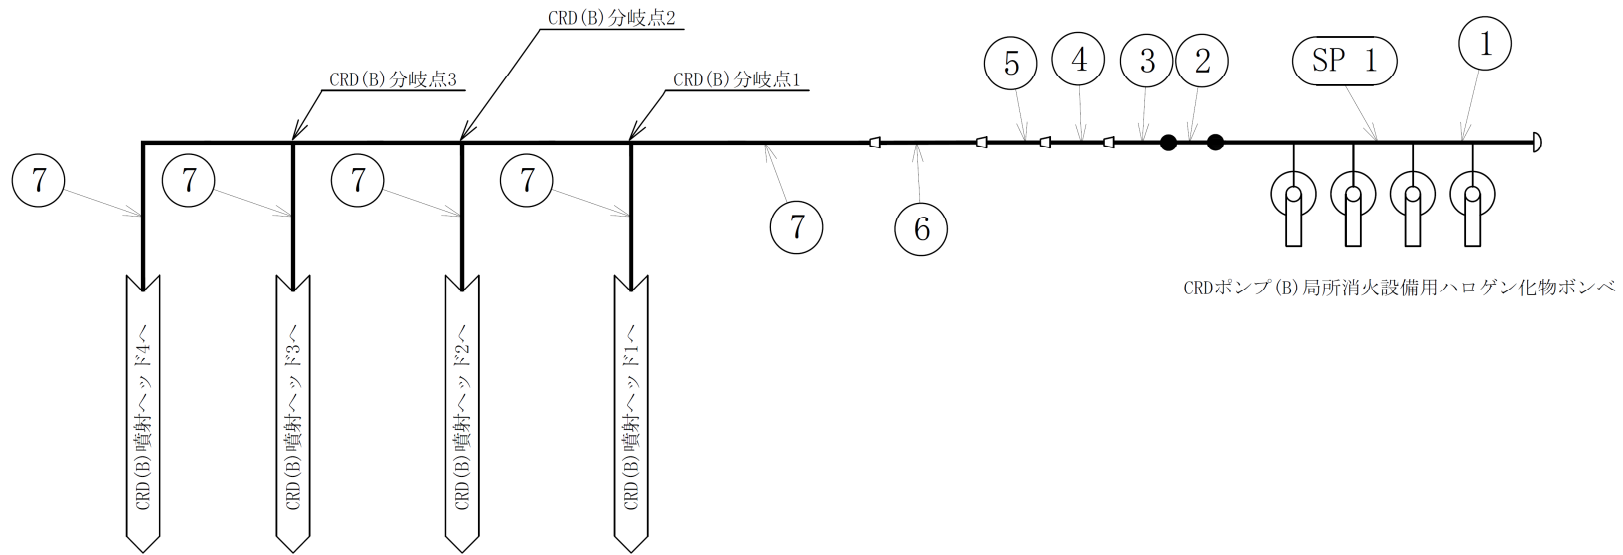 CRD(B)分岐点2
CRD(B)分岐点3
CRD(B)分岐点1
5
4
3
2
SP 1
1
7
7
7
7
7
6
CRDポンプ(B)局所消火設備用ハロゲン化物ボンベ
CRD(B)噴射ヘッド4へ
CRD(B)噴射ヘッド3へ
CRD(B)噴射ヘッド2へ
CRD(B)噴射ヘッド1へ